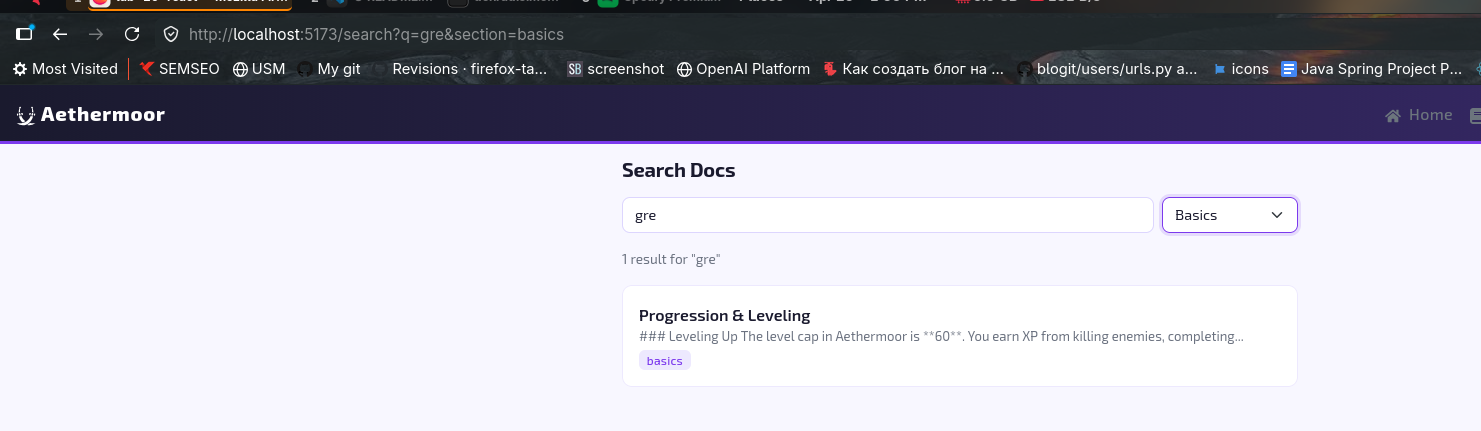 http://localhost:5173/search?q=gre&section=basics
Most Visited SEMSEO USM My git Revisions · firefox-ta... SB screenshot OpenAI Platform Как создать блог на ... blogit/users/urls.py a... icons Java Spring Project P...
Aethermoor Home
Search Docs
gre Basics
1 result for "gre"
Progression & Leveling
### Leveling Up The level cap in Aethermoor is **60**. You earn XP from killing enemies, completing...
basics